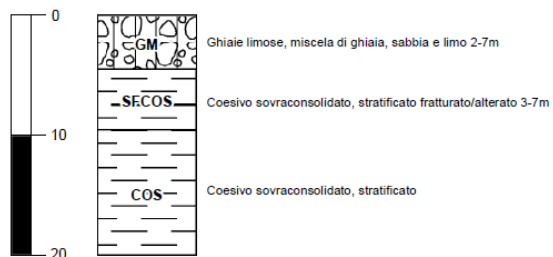 0
GM
Ghiaie limose, miscela di ghiaia, sabbia e limo 2-7m
SFCOS
Coesivo sovraconsolidato, stratificato fratturato/alterato 3-7m
10
COS
Coesivo sovraconsolidato, stratificato
20